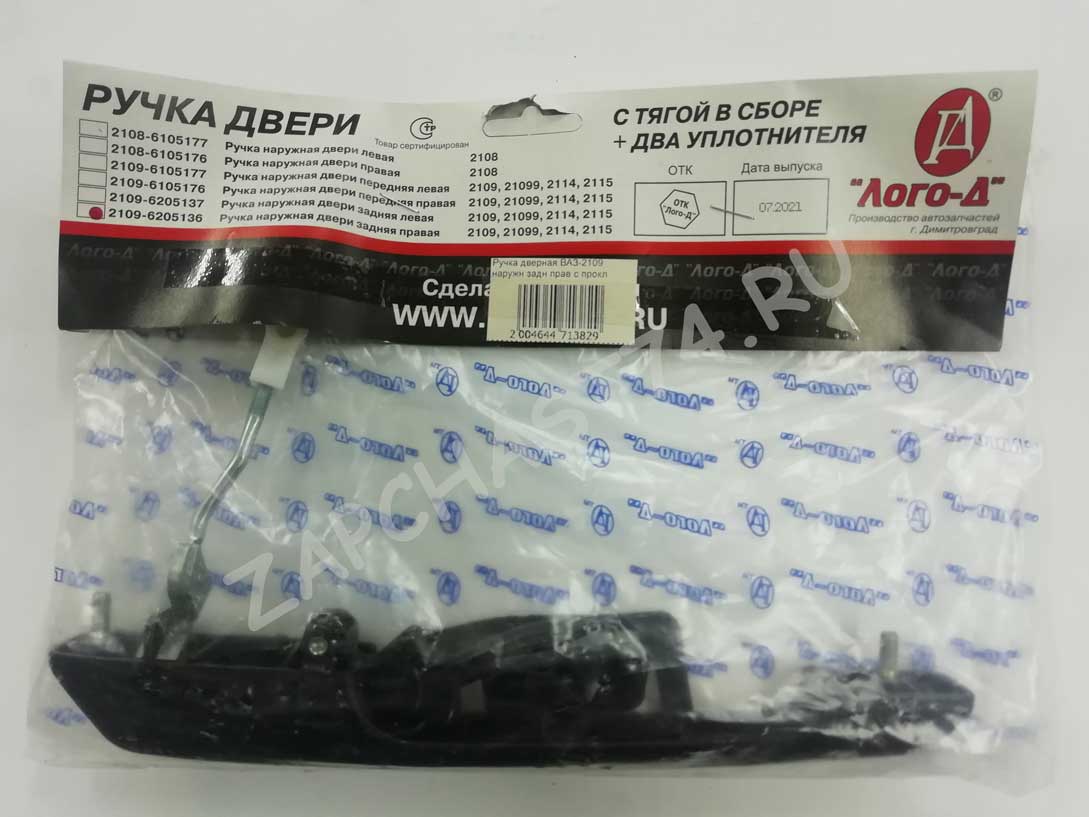 РУЧКА ДВЕРИ
СТР
Товар сертифицирован
2108-6105177 Ручка наружная двери левая 2108
2108-6105176 Ручка наружная двери правая 2108
2109-6105177 Ручка наружная двери передняя левая 2109, 21099, 2114, 2115
2109-6105176 Ручка наружная двери передняя правая 2109, 21099, 2114, 2115
2109-6205137 Ручка наружная двери задняя левая 2109, 21099, 2114, 2115
2109-6205136 Ручка наружная двери задняя правая 2109, 21099, 2114, 2115
С ТЯГОЙ В СБОРЕ
+ ДВА УПЛОТНИТЕЛЯ
ОТК
ОТК
"Лого-Д"
Дата выпуска
07.2021
Д ®
"Лого-Д"
Производство автозапчастей
г. Димитровград
Ручка дверная ВАЗ-2109
наружн задн прав с прокл
2 004644 713829
WWW. RU
ZAPCHAST74.RU
"Лого-Д"